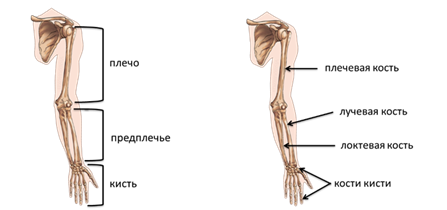 плечо
предплечье
кисть
плечевая кость
лучевая кость
локтевая кость
кости кисти